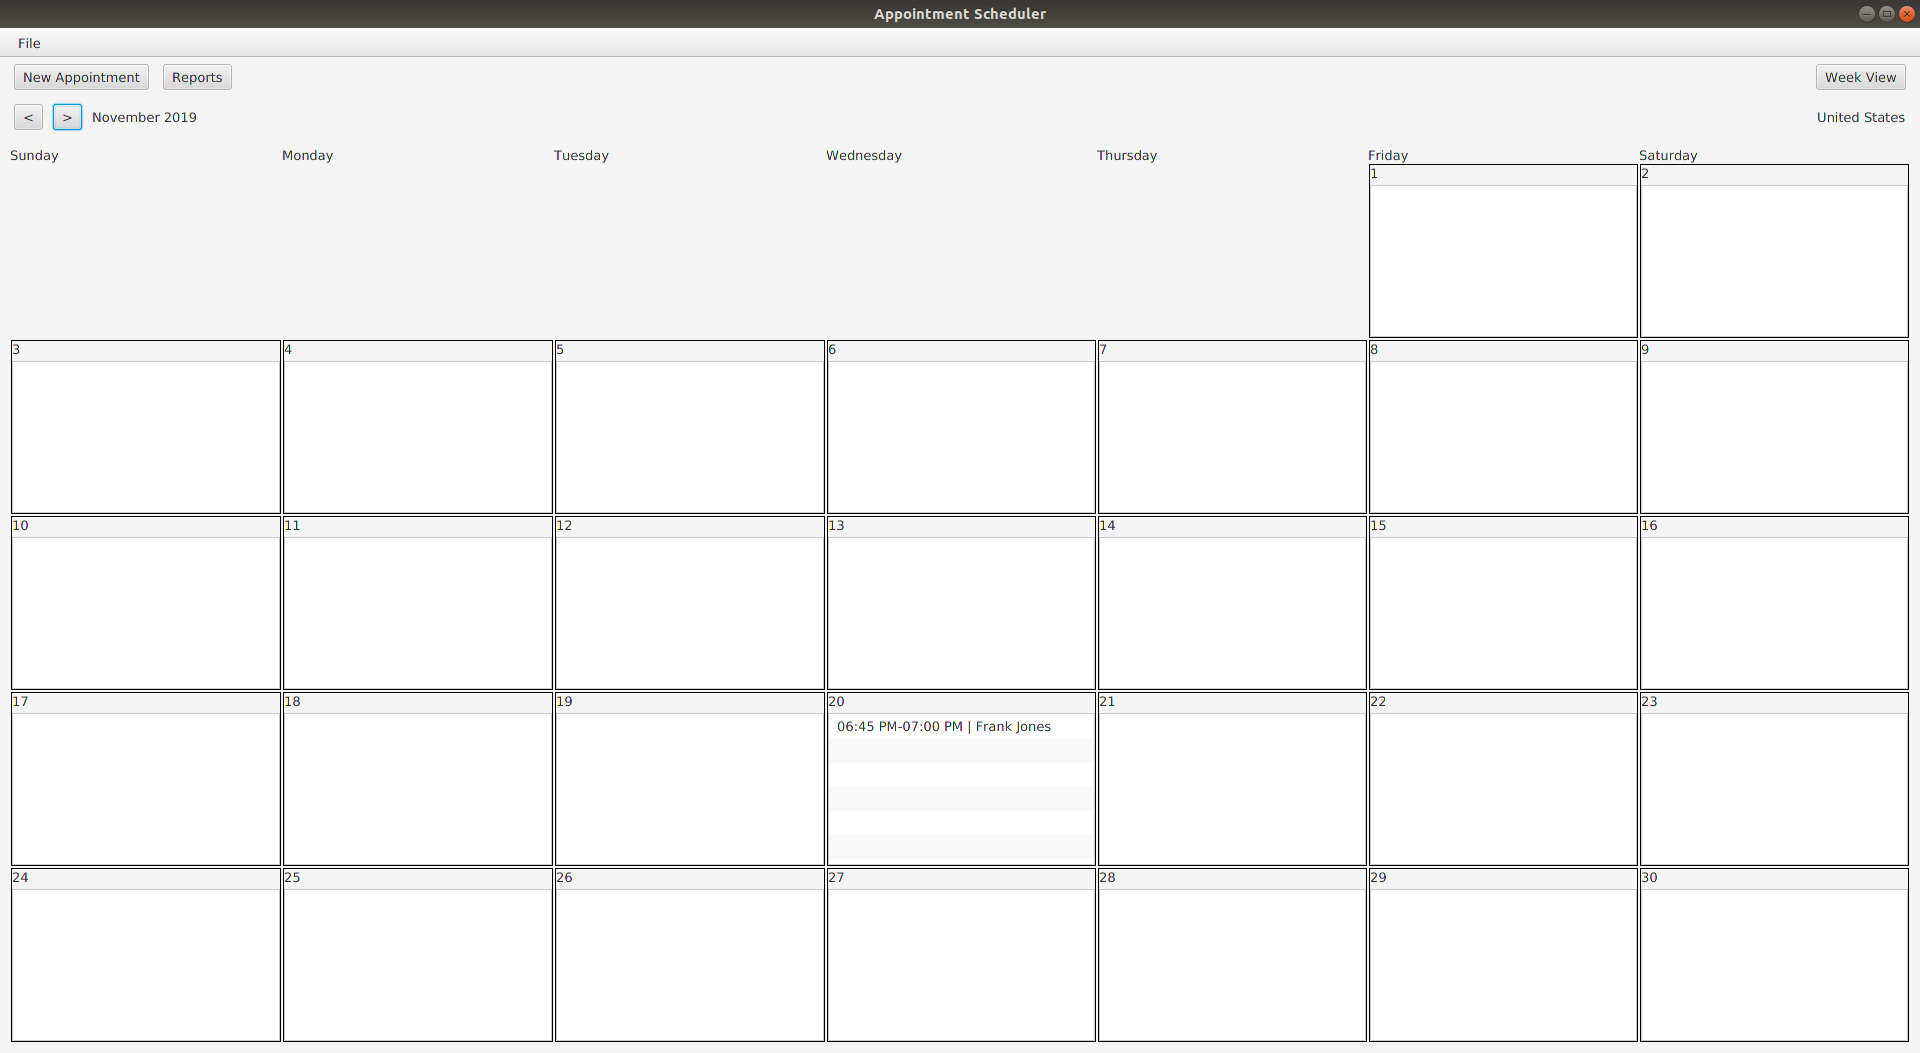 Appointment Scheduler
File
New Appointment Reports Week View
< > November 2019 United States
Sunday Monday Tuesday Wednesday Thursday Friday Saturday
1 2
3 4 5 6 7 8 9
10 11 12 13 14 15 16
17 18 19 20 21 22 23
06:45 PM-07:00 PM | Frank Jones
24 25 26 27 28 29 30